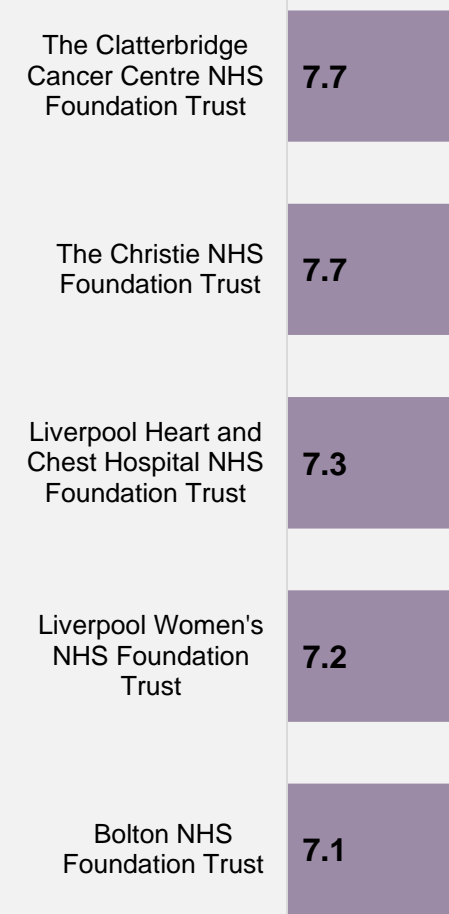 The Clatterbridge
Cancer Centre NHS
Foundation Trust
7.7
The Christie NHS
Foundation Trust
7.7
Liverpool Heart and
Chest Hospital NHS
Foundation Trust
7.3
Liverpool Women's
NHS Foundation
Trust
7.2
Bolton NHS
Foundation Trust
7.1